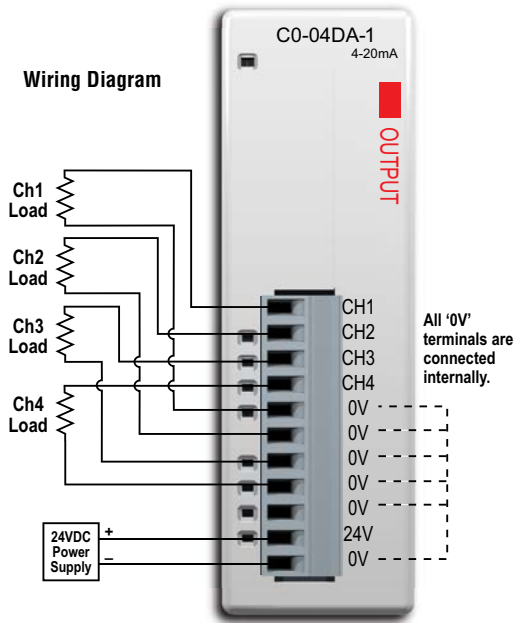 C0-04DA-1
4-20mA
Wiring Diagram
OUTPUT
Ch1
Load
Ch2
Load
Ch3
Load
Ch4
Load
CH1
CH2
CH3
CH4
0V
0V
0V
0V
0V
24V
0V
All ‘0V’
terminals are
connected
internally.
24VDC
Power
Supply
+
–